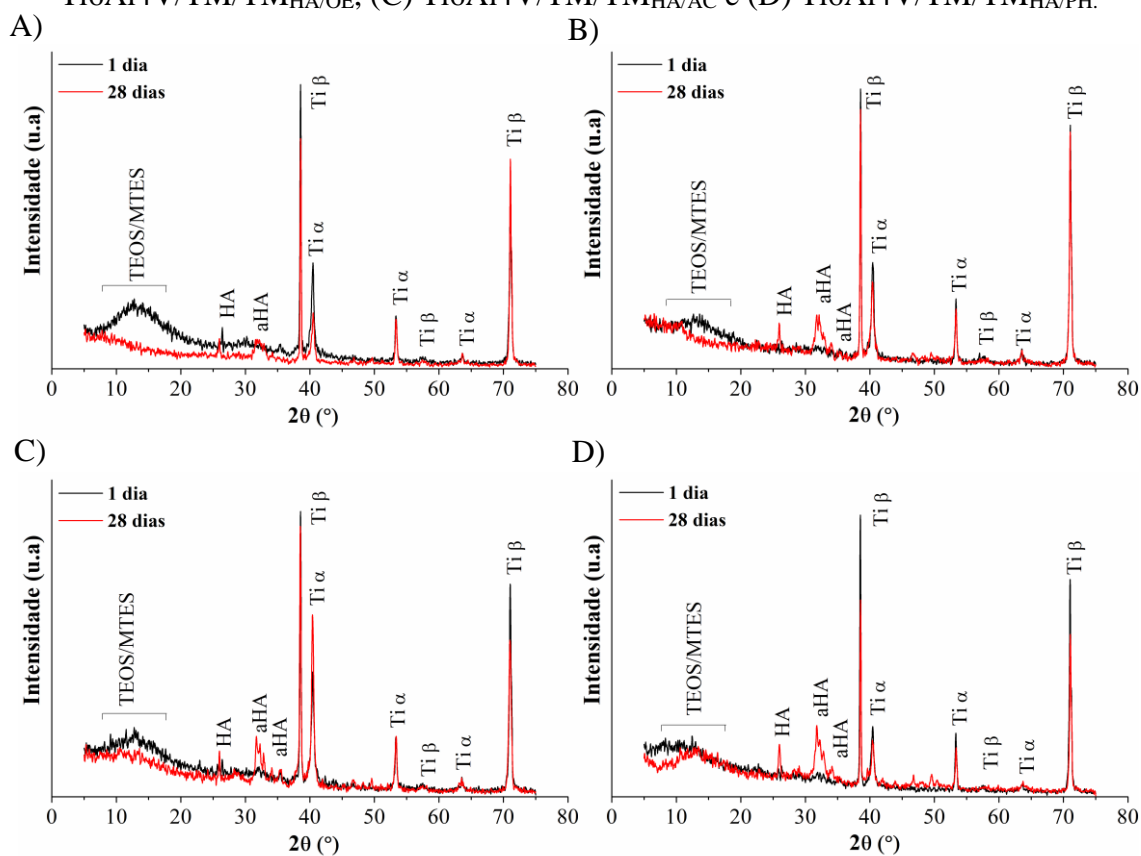 Ti6Al4V/TM/TMHA/OE, (C) Ti6Al4V/TM/TMHA/AC e (D) Ti6Al4V/TM/TMHA/PH.
A)
1 dia
28 dias
Intensidade (u.a)
TEOS/MTES
HA
aHA
Ti β
Ti α
Ti α
Ti β
Ti α
Ti β
0 10 20 30 40 50 60 70 80
2θ (°)
B)
1 dia
28 dias
Intensidade (u.a)
TEOS/MTES
HA
aHA
aHA
Ti β
Ti α
Ti α
Ti β
Ti α
Ti β
0 10 20 30 40 50 60 70 80
2θ (°)
C)
1 dia
28 dias
Intensidade (u.a)
TEOS/MTES
HA
aHA
aHA
Ti β
Ti α
Ti α
Ti β
Ti α
Ti β
0 10 20 30 40 50 60 70 80
2θ (°)
D)
1 dia
28 dias
Intensidade (u.a)
TEOS/MTES
HA
aHA
aHA
Ti β
Ti α
Ti α
Ti β
Ti α
Ti β
0 10 20 30 40 50 60 70 80
2θ (°)